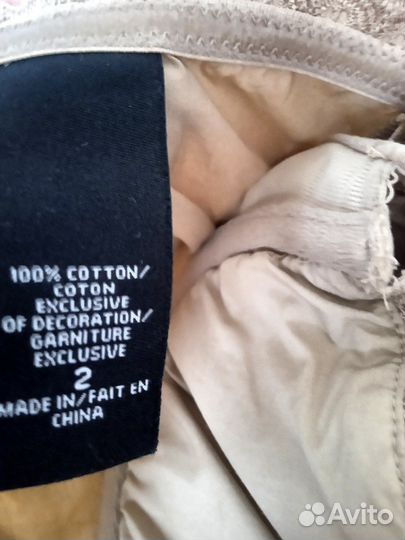 100% COTTON/
COTON
EXCLUSIVE
OF DECORATION/
GARNITURE
EXCLUSIVE
2
MADE IN/FAIT EN
CHINA
Avito